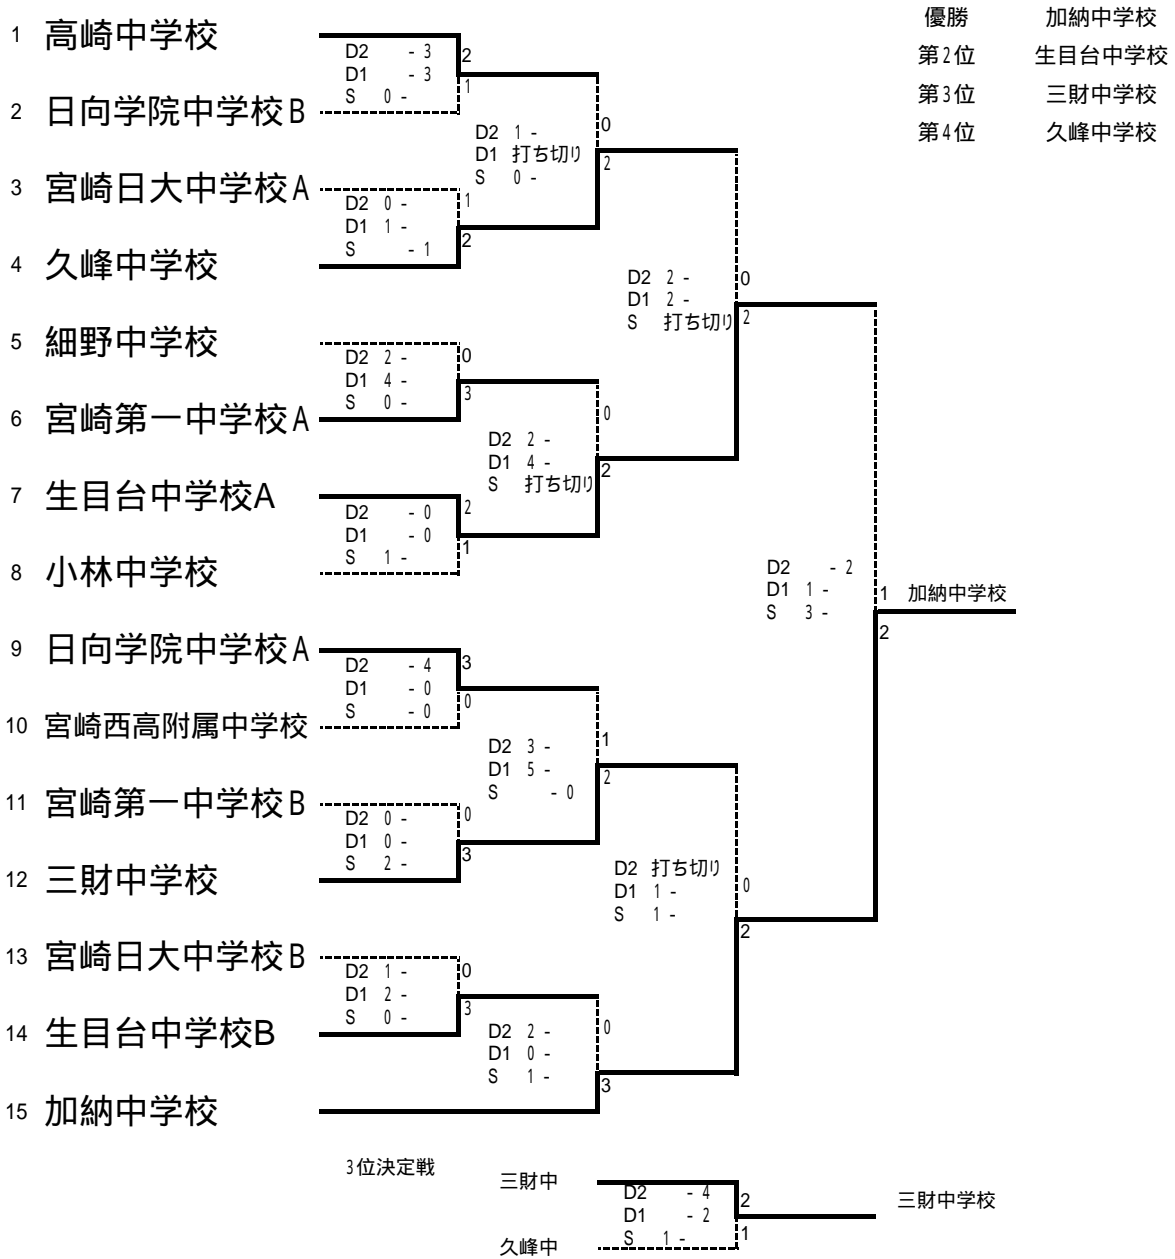 優勝 加納中学校
第2位 生目台中学校
第3位 三財中学校
第4位 久峰中学校
1 高崎中学校
D2 - 3
D1 - 3
S 0 -
2
1
2 日向学院中学校B
D2 1 -
D1 打ち切り
S 0 -
0
2
3 宮崎日大中学校A
D2 0 -
D1 1 -
S - 1
1
2
4 久峰中学校
D2 2 -
D1 2 -
S 打ち切り
0
2
5 細野中学校
D2 2 -
D1 4 -
S 0 -
0
3
6 宮崎第一中学校A
D2 2 -
D1 4 -
S 打ち切り
0
2
7 生目台中学校A
D2 - 0
D1 - 0
S 1 -
2
1
8 小林中学校
D2 - 2
D1 1 -
S 3 -
1
2
加納中学校
9 日向学院中学校A
D2 - 4
D1 - 0
S - 0
3
0
10 宮崎西高附属中学校
D2 3 -
D1 5 -
S - 0
1
2
11 宮崎第一中学校B
D2 0 -
D1 0 -
S 2 -
0
3
12 三財中学校
D2 打ち切り
D1 1 -
S 1 -
0
2
13 宮崎日大中学校B
D2 1 -
D1 2 -
S 0 -
0
3
14 生目台中学校B
D2 2 -
D1 0 -
S 1 -
0
3
15 加納中学校
3位決定戦
三財中
D2 - 4
D1 - 2
S 1 -
2
1
三財中学校
久峰中